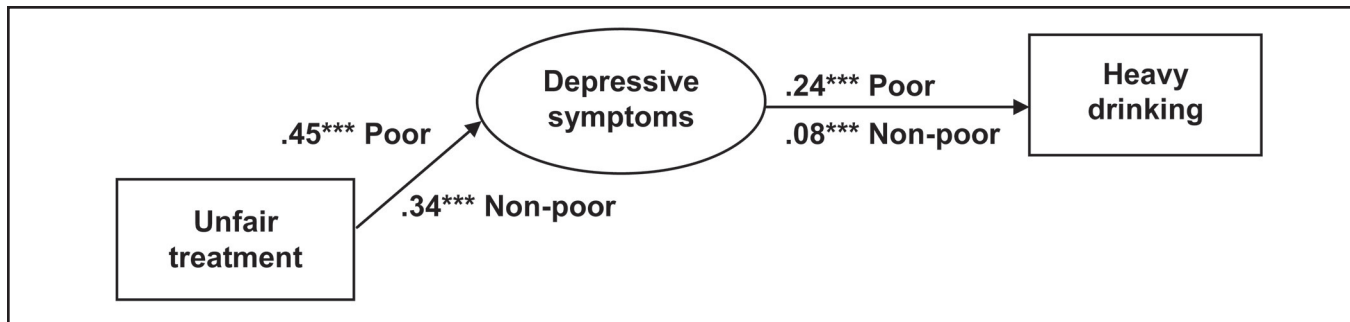 Depressive
symptoms
.24*** Poor
.08*** Non-poor
Heavy
drinking
.45*** Poor
.34*** Non-poor
Unfair
treatment